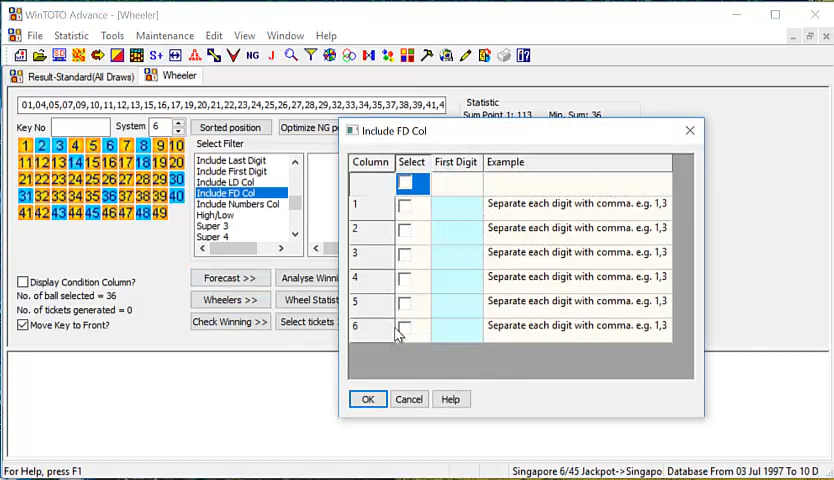 WinTOTO Advance - [Wheeler]
File Statistic Tools Maintenance Edit View Window Help
S+ NG J
Result-Standard(All Draws) Wheeler
01,04,05,07,09,10,11,12,13,15,16,17,19,20,21,22,23,24,25,26,27,28,29,32,33,34,35,37,38,39,41,4
Statistic
Sum Point 1: 113 Min. Sum: 36
Key No System 6 Sorted position Optimize NG po
1 2 3 4 5 6 7 8 9 10
11 12 13 14 15 16 17 18 19 20
21 22 23 24 25 26 27 28 29 30
31 32 33 34 35 36 37 38 39 40
41 42 43 44 45 46 47 48 49
Select Filter
Include Last Digit
Include First Digit
Include LD Col
Include FD Col
Include Numbers Col
High/Low
Super 3
Super 4
Display Condition Column?
No. of ball selected = 36
No. of tickets generated = 0
Move Key to Front?
Forecast >> Analyse Winni
Wheelers >> Wheel Statist
Check Winning >> Select tickets
Include FD Col
Column Select First Digit Example
1 Separate each digit with comma. e.g. 1,3
2 Separate each digit with comma. e.g. 1,3
3 Separate each digit with comma. e.g. 1,3
4 Separate each digit with comma. e.g. 1,3
5 Separate each digit with comma. e.g. 1,3
6 Separate each digit with comma. e.g. 1,3
OK Cancel Help
For Help, press F1
Singapore 6/45 Jackpot->Singapo Database From 03 Jul 1997 To 10 D